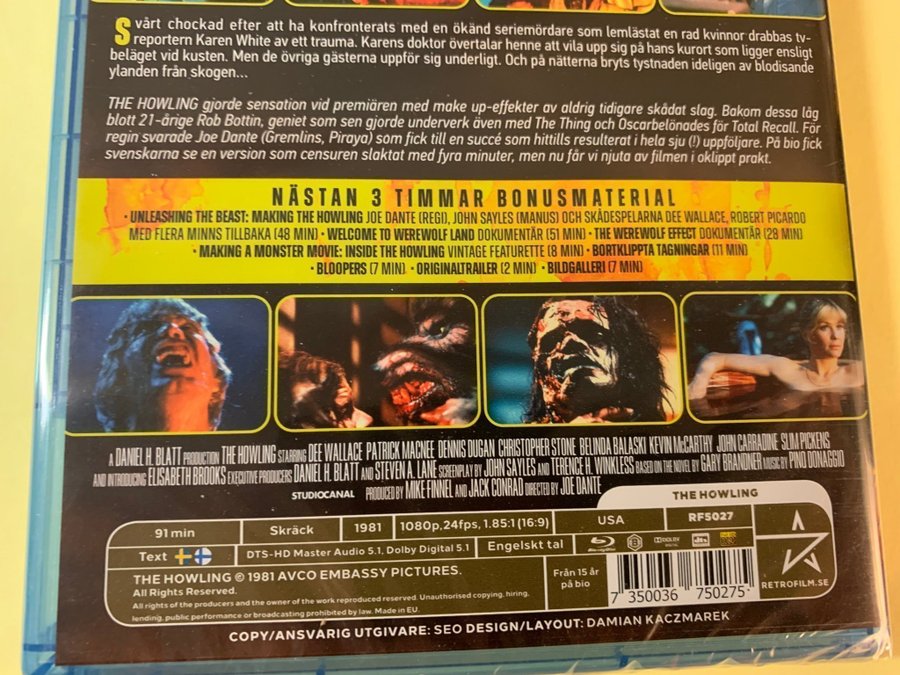 Svårt chockad efter att ha konfronterats med en ökänd seriemördare som lemlästat en rad kvinnor drabbas tv-
reportern Karen White av ett trauma. Karens doktor övertalar henne att vila upp sig på hans kurort som ligger ensligt
beläget vid kusten. Men de övriga gästerna uppför sig underligt. Och på nätterna bryts tystnaden ideligen av blodisande
ylanden från skogen...
THE HOWLING gjorde sensation vid premiären med make up-effekter av aldrig tidigare skådat slag. Bakom dessa låg
blott 21-årige Rob Bottin, geniet som sen gjorde underverk även med The Thing och Oscarbelönades för Total Recall. För
regin svarade Joe Dante (Gremlins, Piraya) som fick till en succé som hittills resulterat i hela sju (!) uppföljare. På bio fick
svenskarna se en version som censuren slaktat med fyra minuter, men nu får vi njuta av filmen i oklippt prakt.
NÄSTAN 3 TIMMAR BONUSMATERIAL
• UNLEASHING THE BEAST: MAKING THE HOWLING JOE DANTE (REGI), JOHN SAYLES (MANUS) OCH SKÅDESPELARNA DEE WALLACE, ROBERT PICARDO
MED FLERA MINNS TILLBAKA (48 MIN) • WELCOME TO WEREWOLF LAND DOKUMENTÄR (51 MIN) • THE WEREWOLF EFFECT DOKUMENTÄR (28 MIN)
• MAKING A MONSTER MOVIE: INSIDE THE HOWLING VINTAGE FEATURETTE (8 MIN) • BORTKLIPPTA TAGNINGAR (11 MIN)
• BLOOPERS (7 MIN) • ORIGINALTRAILER (2 MIN) • BILDGALLERI (7 MIN)
A DANIEL H. BLATT PRODUCTION THE HOWLING STARRING DEE WALLACE PATRICK MACNEE DENNIS DUGAN CHRISTOPHER STONE BELINDA BALASKI KEVIN McCARTHY JOHN CARRADINE SLIM PICKENS
AND INTRODUCING ELISABETH BROOKS EXECUTIVE PRODUCERS DANIEL H. BLATT AND STEVEN A. LANE SCREENPLAY BY JOHN SAYLES AND TERENCE H. WINKLESS BASED ON THE NOVEL BY GARY BRANDNER MUSIC BY PINO DONAGGIO
STUDIOCANAL PRODUCED BY MIKE FINNEL AND JACK CONRAD DIRECTED BY JOE DANTE
THE HOWLING
91 min Skräck 1981 1080p, 24fps, 1.85:1 (16:9) USA RF5027
Text DTS-HD Master Audio 5.1, Dolby Digital 5.1 Engelskt tal Blu-ray Disc B DOLBY DIGITAL dts
THE HOWLING © 1981 AVCO EMBASSY PICTURES.
All Rights Reserved.
All rights of the producers and the owner of the work reproduced reserved. Unauthorised copying, hiring,
lending, public performance or broadcasting prohibited by law. Made in EU.
Från 15 år
på bio
7 350036 750275
RETROFILM.SE
COPY/ANSVARIG UTGIVARE: SEO DESIGN/LAYOUT: DAMIAN KACZMAREK